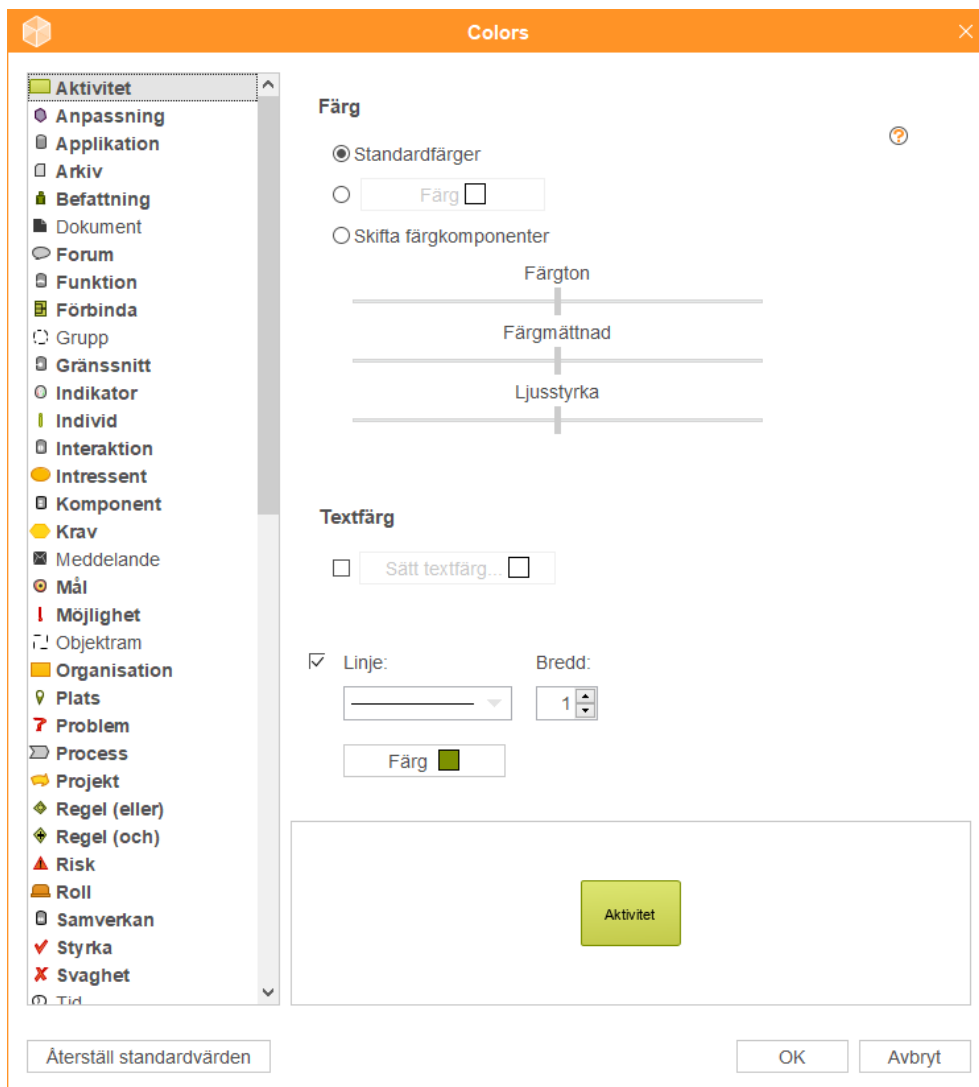 Colors
Aktivitet
Anpassning
Applikation
Arkiv
Befattning
Dokument
Forum
Funktion
Förbinda
Grupp
Gränssnitt
Indikator
Individ
Interaktion
Intressent
Komponent
Krav
Meddelande
Mål
Möjlighet
Objektram
Organisation
Plats
Problem
Process
Projekt
Regel (eller)
Regel (och)
Risk
Roll
Samverkan
Styrka
Svaghet
Tid
Färg
?
Standardfärger
Färg
Skifta färgkomponenter
Färgton
Färgmättnad
Ljusstyrka
Textfärg
Sätt textfärg...
Linje:
Bredd:
1
Färg
Aktivitet
Återställ standardvärden
OK
Avbryt